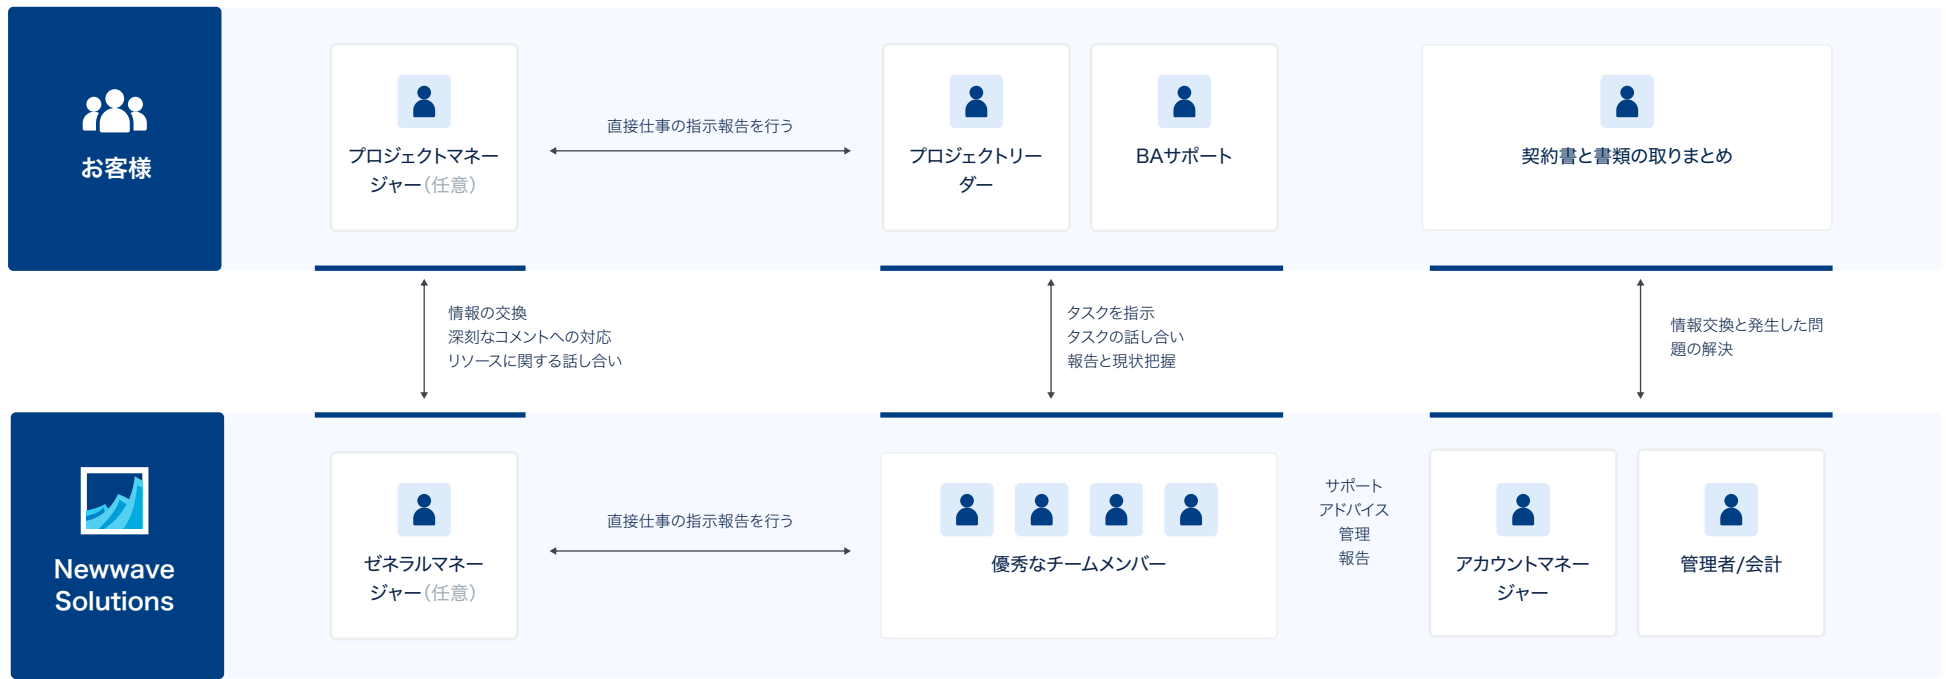 お客様
プロジェクトマネー
ジャー(任意)
直接仕事の指示報告を行う
プロジェクトリー
ダー
BAサポート
契約書と書類の取りまとめ
情報の交換
深刻なコメントへの対応
リソースに関する話し合い
タスクを指示
タスクの話し合い
報告と現状把握
情報交換と発生した問
題の解決
Newwave
Solutions
ゼネラルマネー
ジャー(任意)
直接仕事の指示報告を行う
優秀なチームメンバー
サポート
アドバイス
管理
報告
アカウントマネー
ジャー
管理者/会計